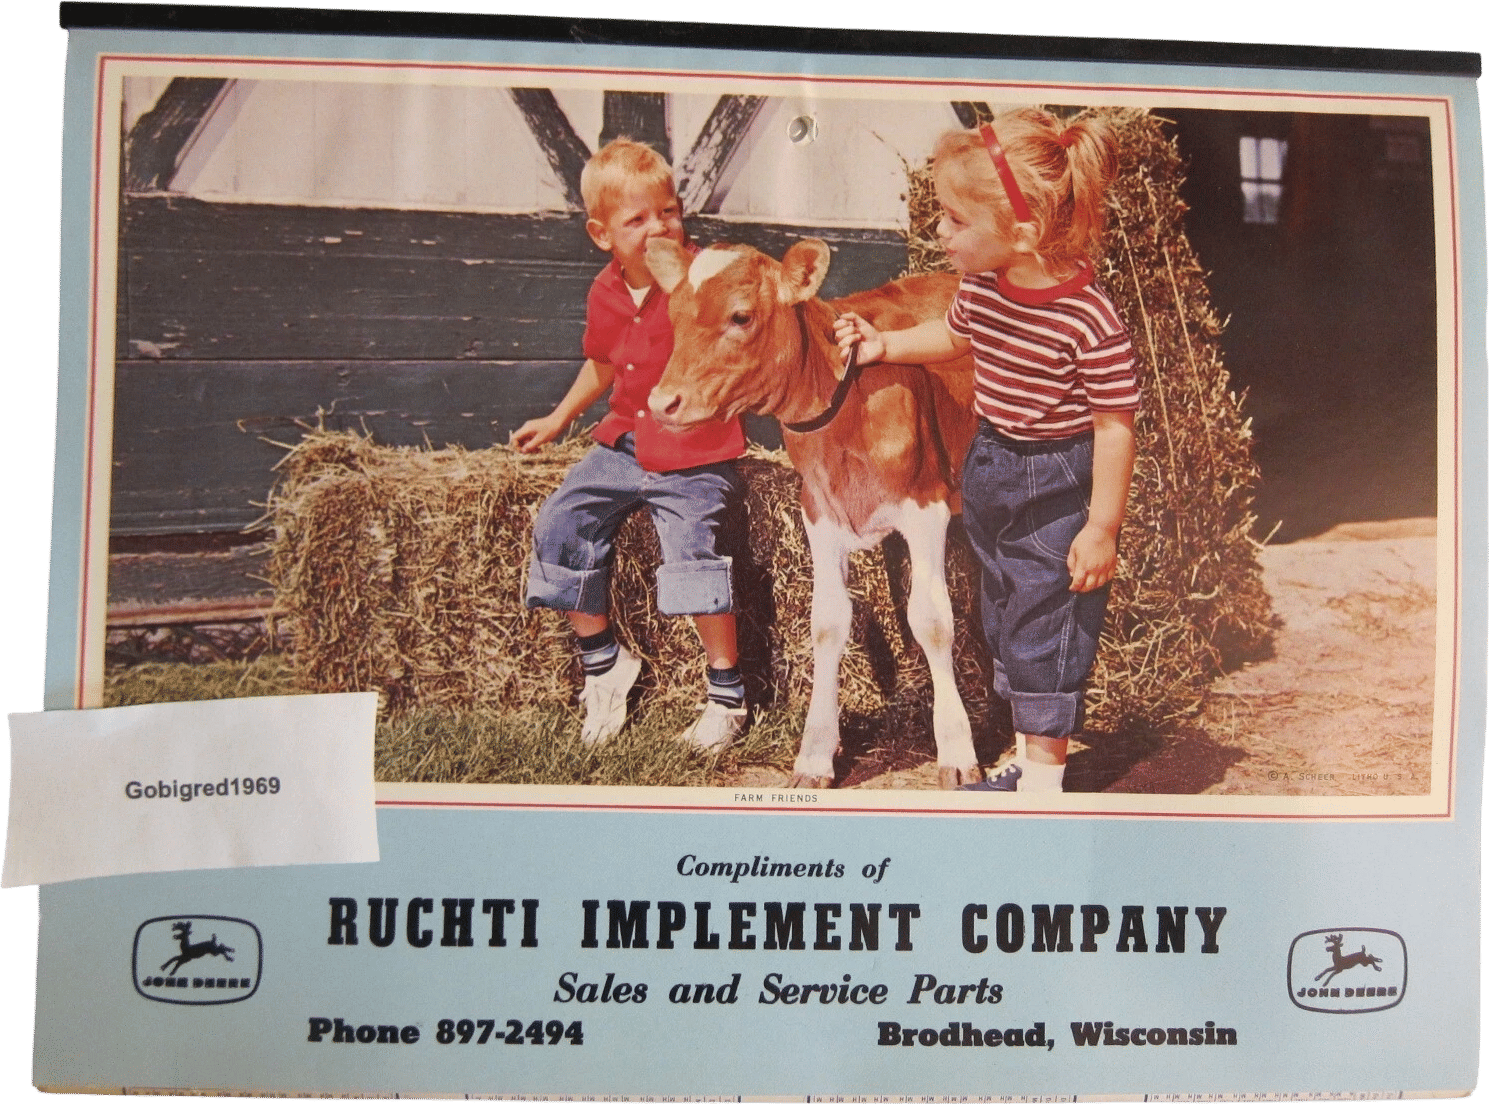 © A. SCHEER LITHO U. S. A.
FARM FRIENDS
Gobigred1969
Compliments of
RUCHTI IMPLEMENT COMPANY
Sales and Service Parts
Phone 897-2494 Brodhead, Wisconsin
JOHN DEERE
JOHN DEERE